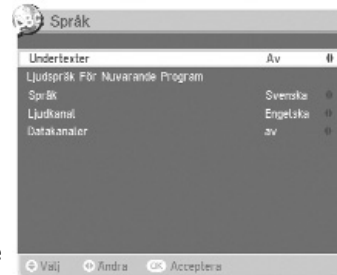 Språk
Undertexter Av
Ljudspråk För Nuvarande Program
Språk Svenska
Ljudkanal Engelska
Datakanaler av
e
Välj Ändra OK Acceptera